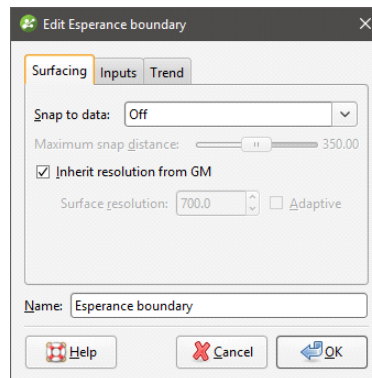 Edit Esperance boundary
Surfacing Inputs Trend
Snap to data: Off
Maximum snap distance: 350.00
Inherit resolution from GM
Surface resolution: 700.0 Adaptive
Name: Esperance boundary
Help Cancel OK